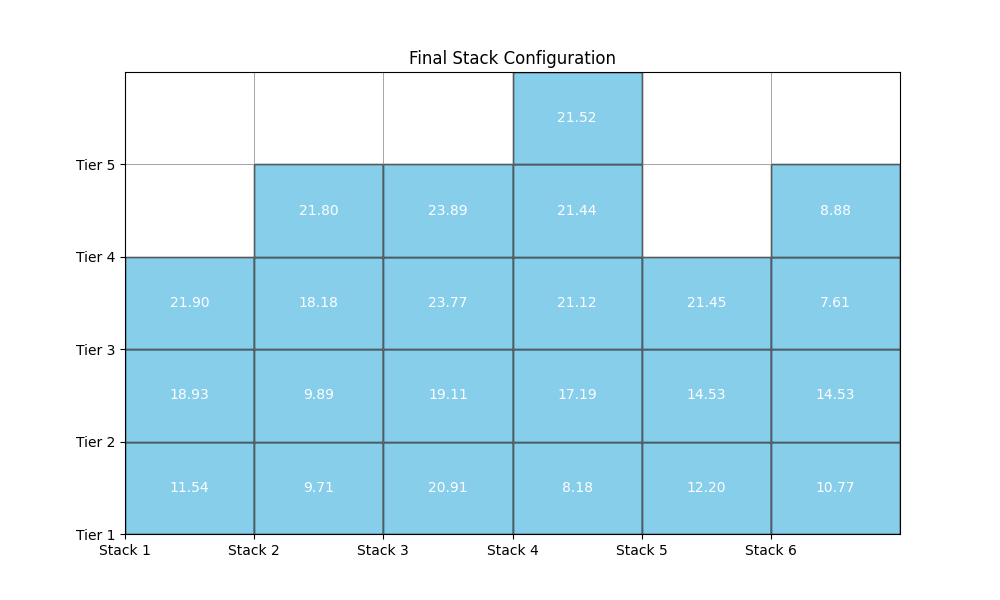 Final Stack Configuration
21.52
Tier 5
21.80 23.89 21.44 8.88
Tier 4
21.90 18.18 23.77 21.12 21.45 7.61
Tier 3
18.93 9.89 19.11 17.19 14.53 14.53
Tier 2
11.54 9.71 20.91 8.18 12.20 10.77
Tier 1
Stack 1 Stack 2 Stack 3 Stack 4 Stack 5 Stack 6